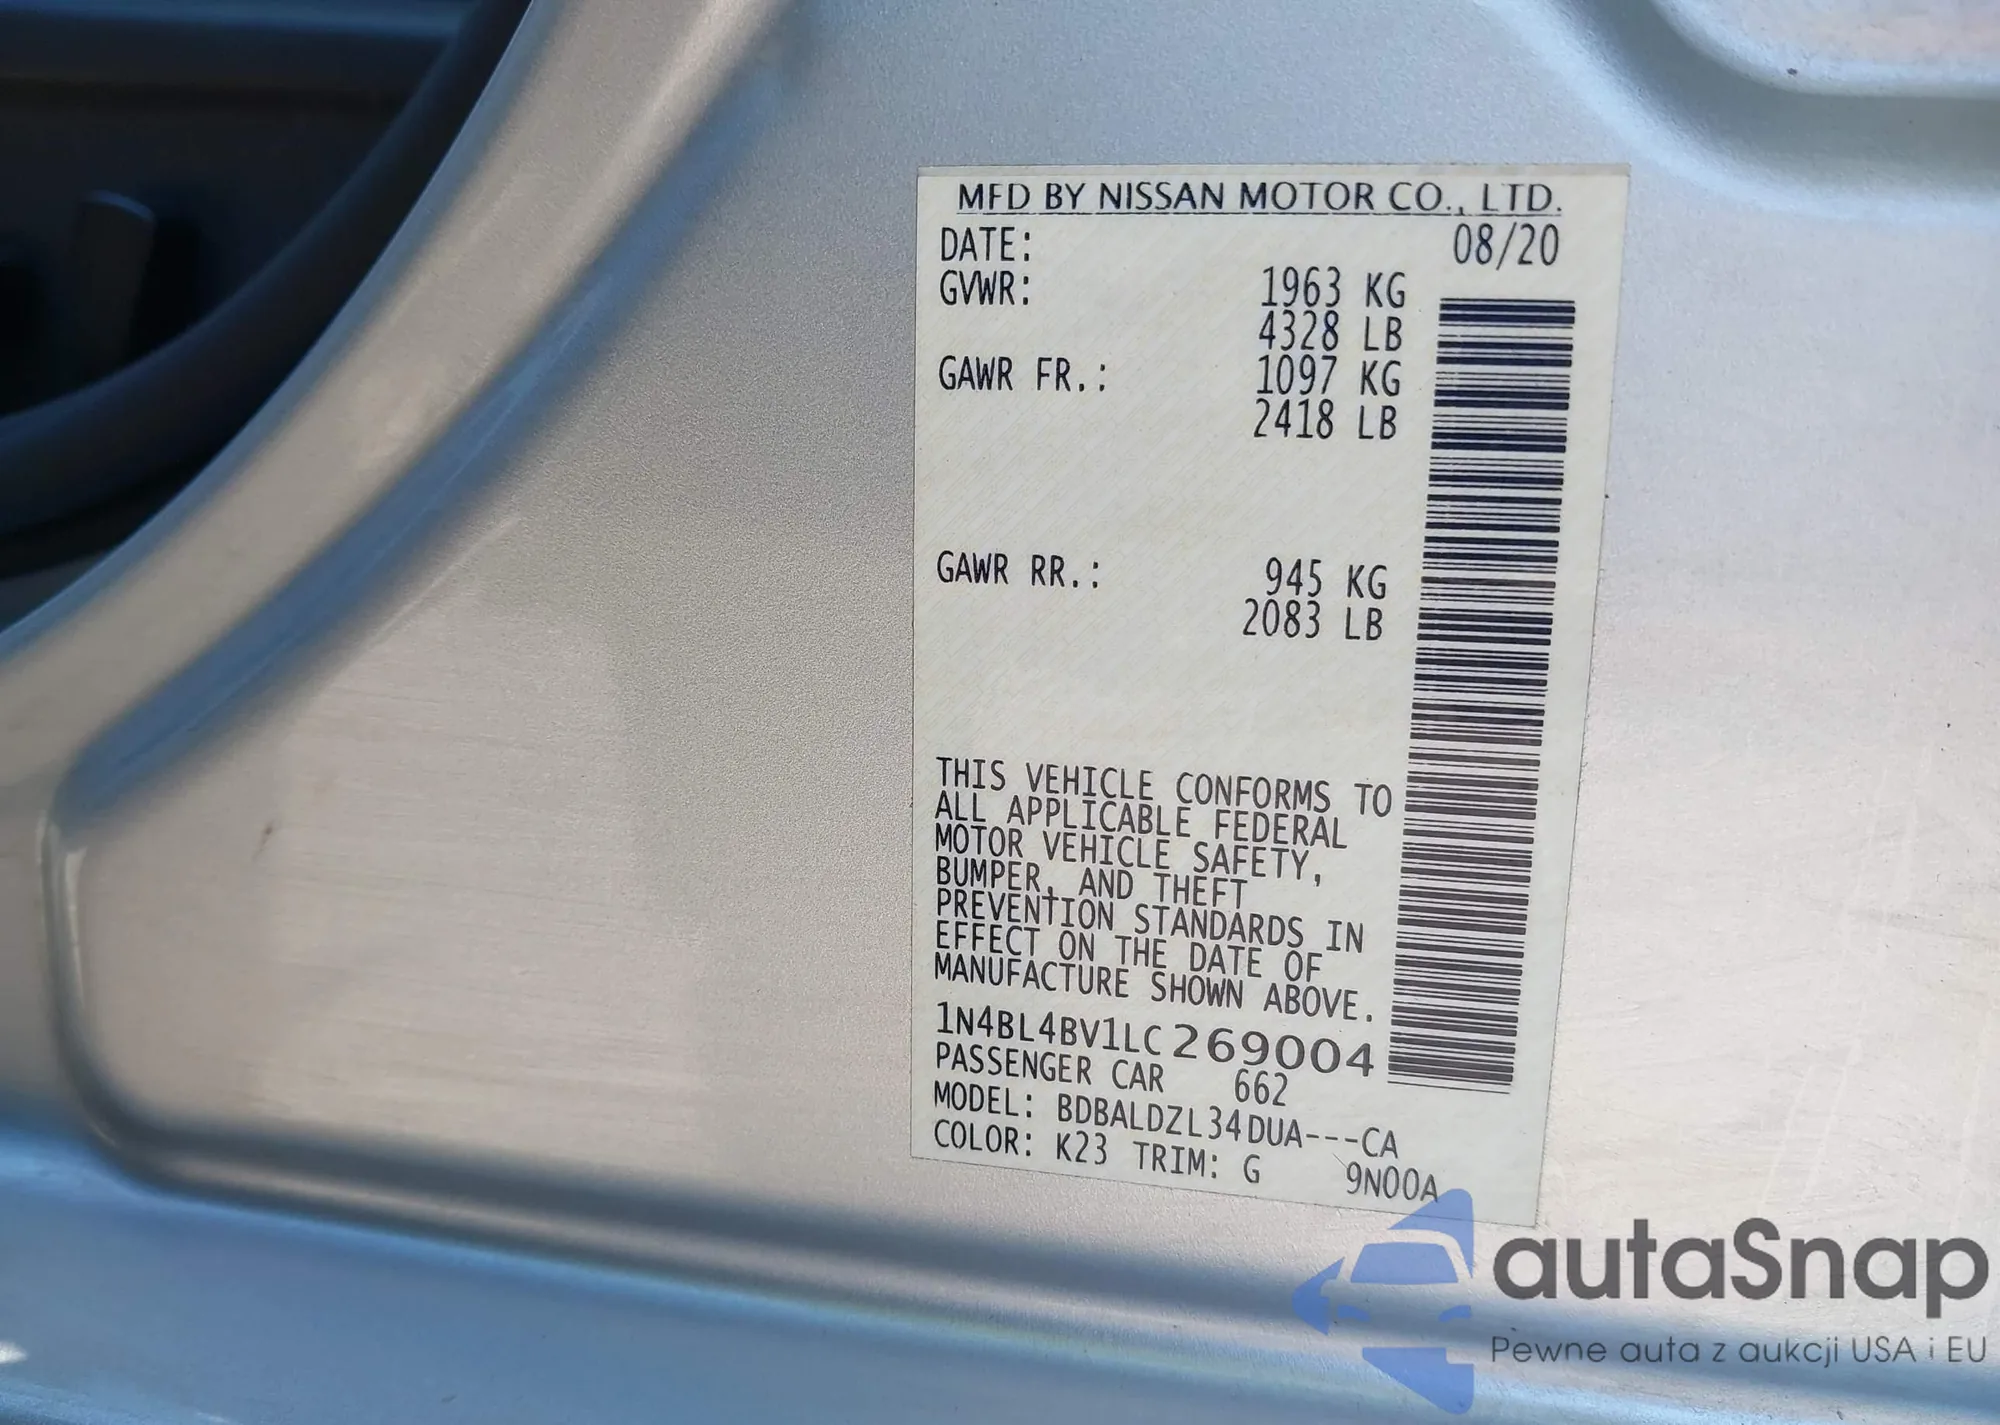 MFD BY NISSAN MOTOR CO., LTD.
DATE: 08/20
GVWR: 1963 KG
4328 LB
GAWR FR.: 1097 KG
2418 LB
GAWR RR.: 945 KG
2083 LB
THIS VEHICLE CONFORMS TO
ALL APPLICABLE FEDERAL
MOTOR VEHICLE SAFETY,
BUMPER, AND THEFT
PREVENTION STANDARDS IN
EFFECT ON THE DATE OF
MANUFACTURE SHOWN ABOVE.
1N4BL4BV1LC269004
PASSENGER CAR 662
MODEL: BDBALDZL34DUA---CA
COLOR: K23 TRIM: G 9N00A
autaSnap
Pewne auta z aukcji USA i EU